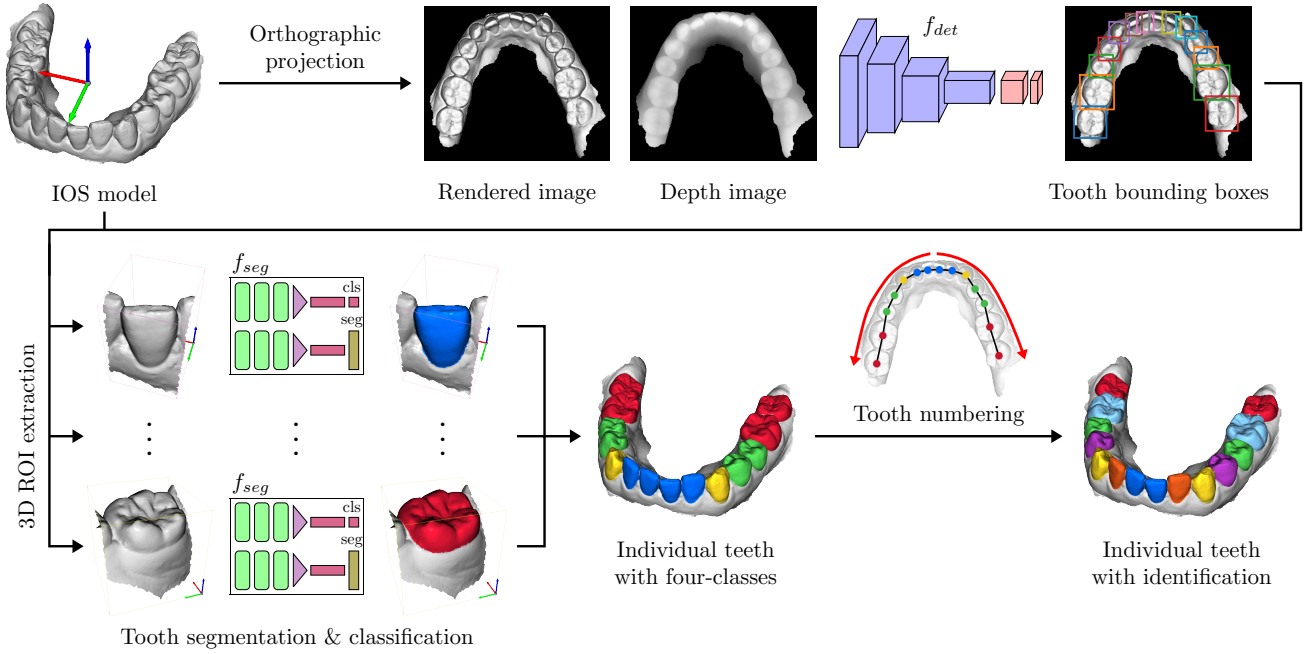 Orthographic
projection
f_det
IOS model
Rendered image
Depth image
Tooth bounding boxes
3D ROI extraction
f_seg
cls
seg
Tooth numbering
f_seg
cls
seg
Individual teeth
with four-classes
Individual teeth
with identification
Tooth segmentation & classification